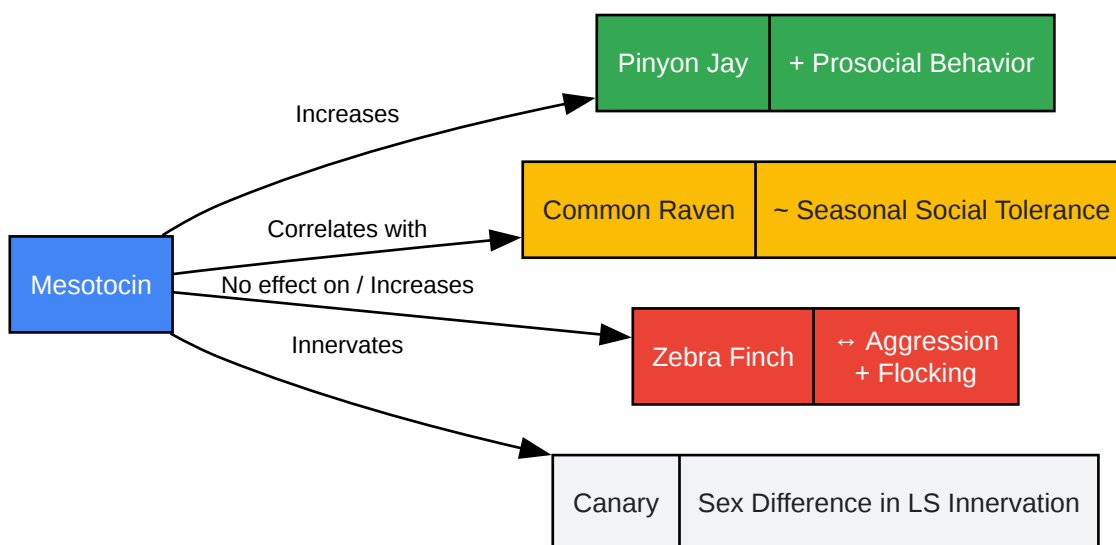 Mesotocin
Increases
Pinyon Jay
+ Prosocial Behavior
Correlates with
Common Raven
~ Seasonal Social Tolerance
No effect on / Increases
Zebra Finch
↔ Aggression
+ Flocking
Innervates
Canary
Sex Difference in LS Innervation